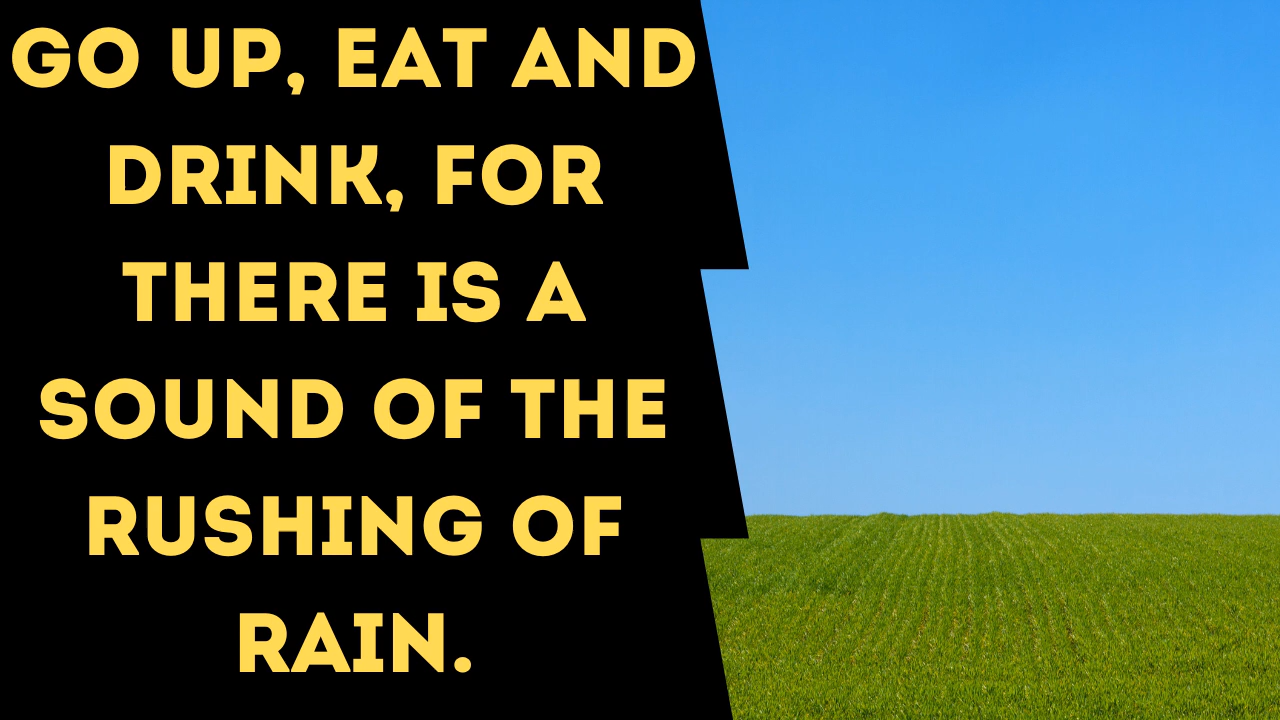 GO UP, EAT AND
DRINK, FOR
THERE IS A
SOUND OF THE
RUSHING OF
RAIN.